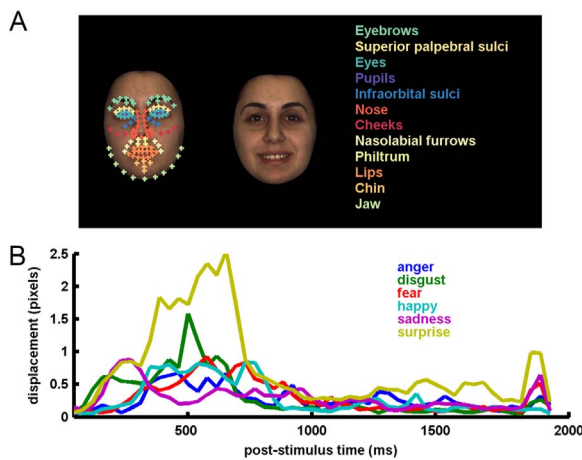 A
Eyebrows
Superior palpebral sulci
Eyes
Pupils
Infraorbital sulci
Nose
Cheeks
Nasolabial furrows
Philtrum
Lips
Chin
Jaw
B
displacement (pixels)
2.5
2
1.5
1
0.5
0
anger
disgust
fear
happy
sadness
surprise
500
1000
1500
2000
post-stimulus time (ms)